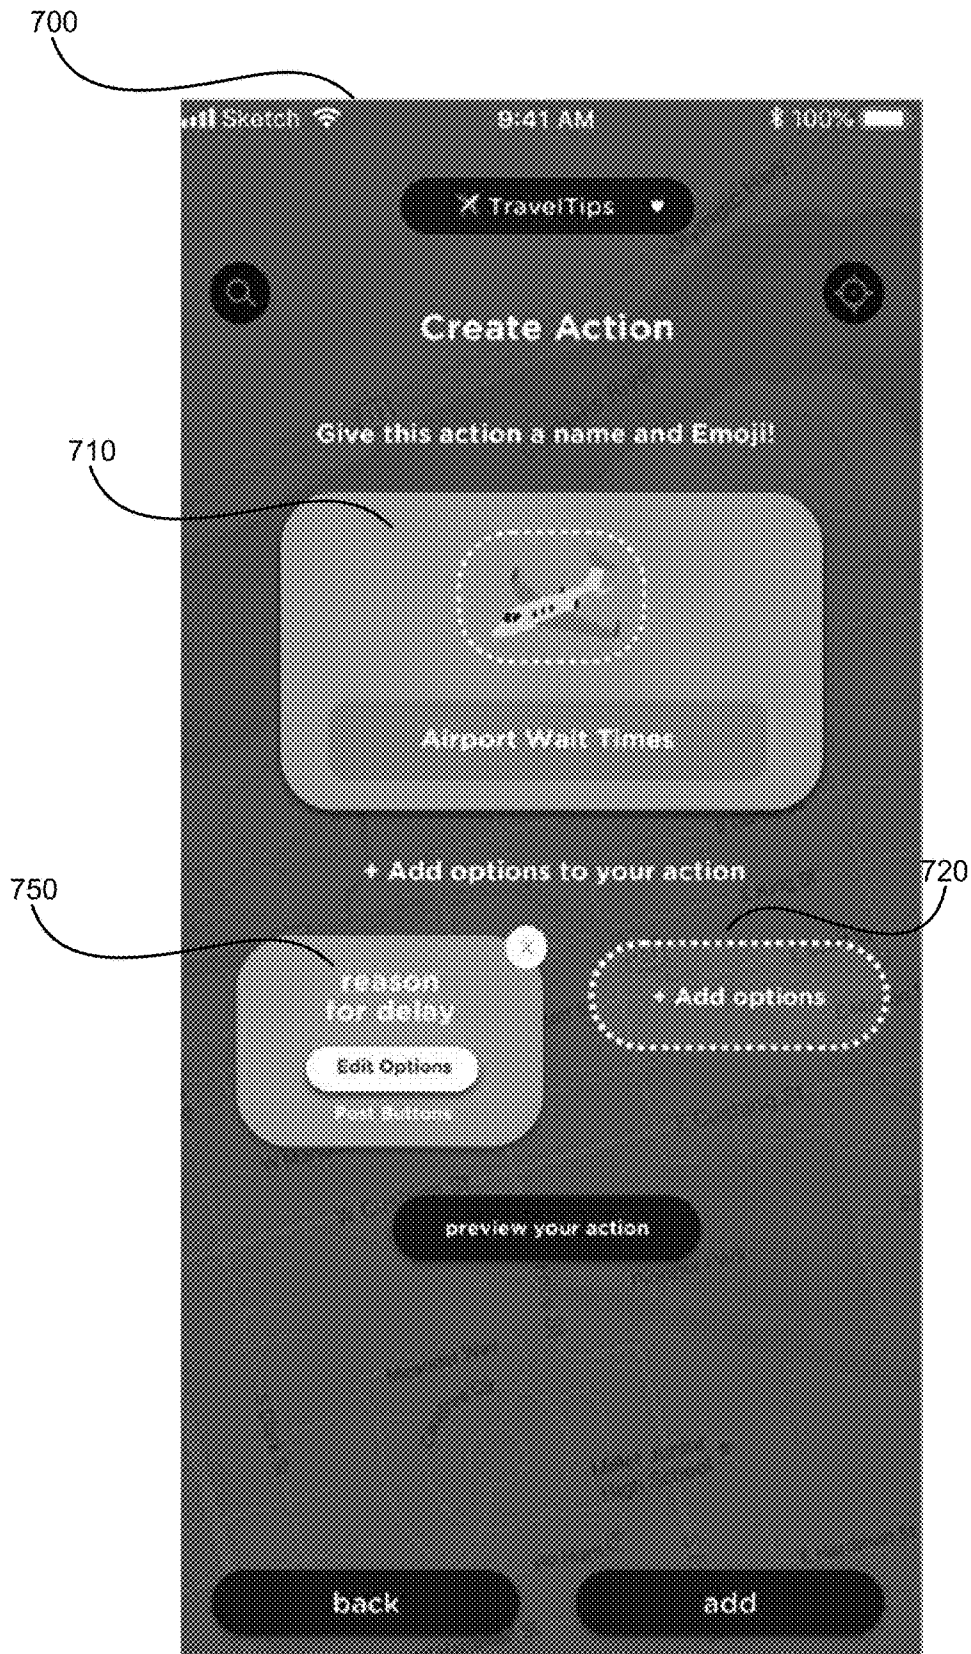 700
Sketch 9:41 AM 100%
TravelTips
Create Action
Give this action a name and Emoji!
710
Airport Wait Times
+ Add options to your action
750
720
reason
for delay
+ Add options
Edit Options
Post Buttons
preview your action
back
add